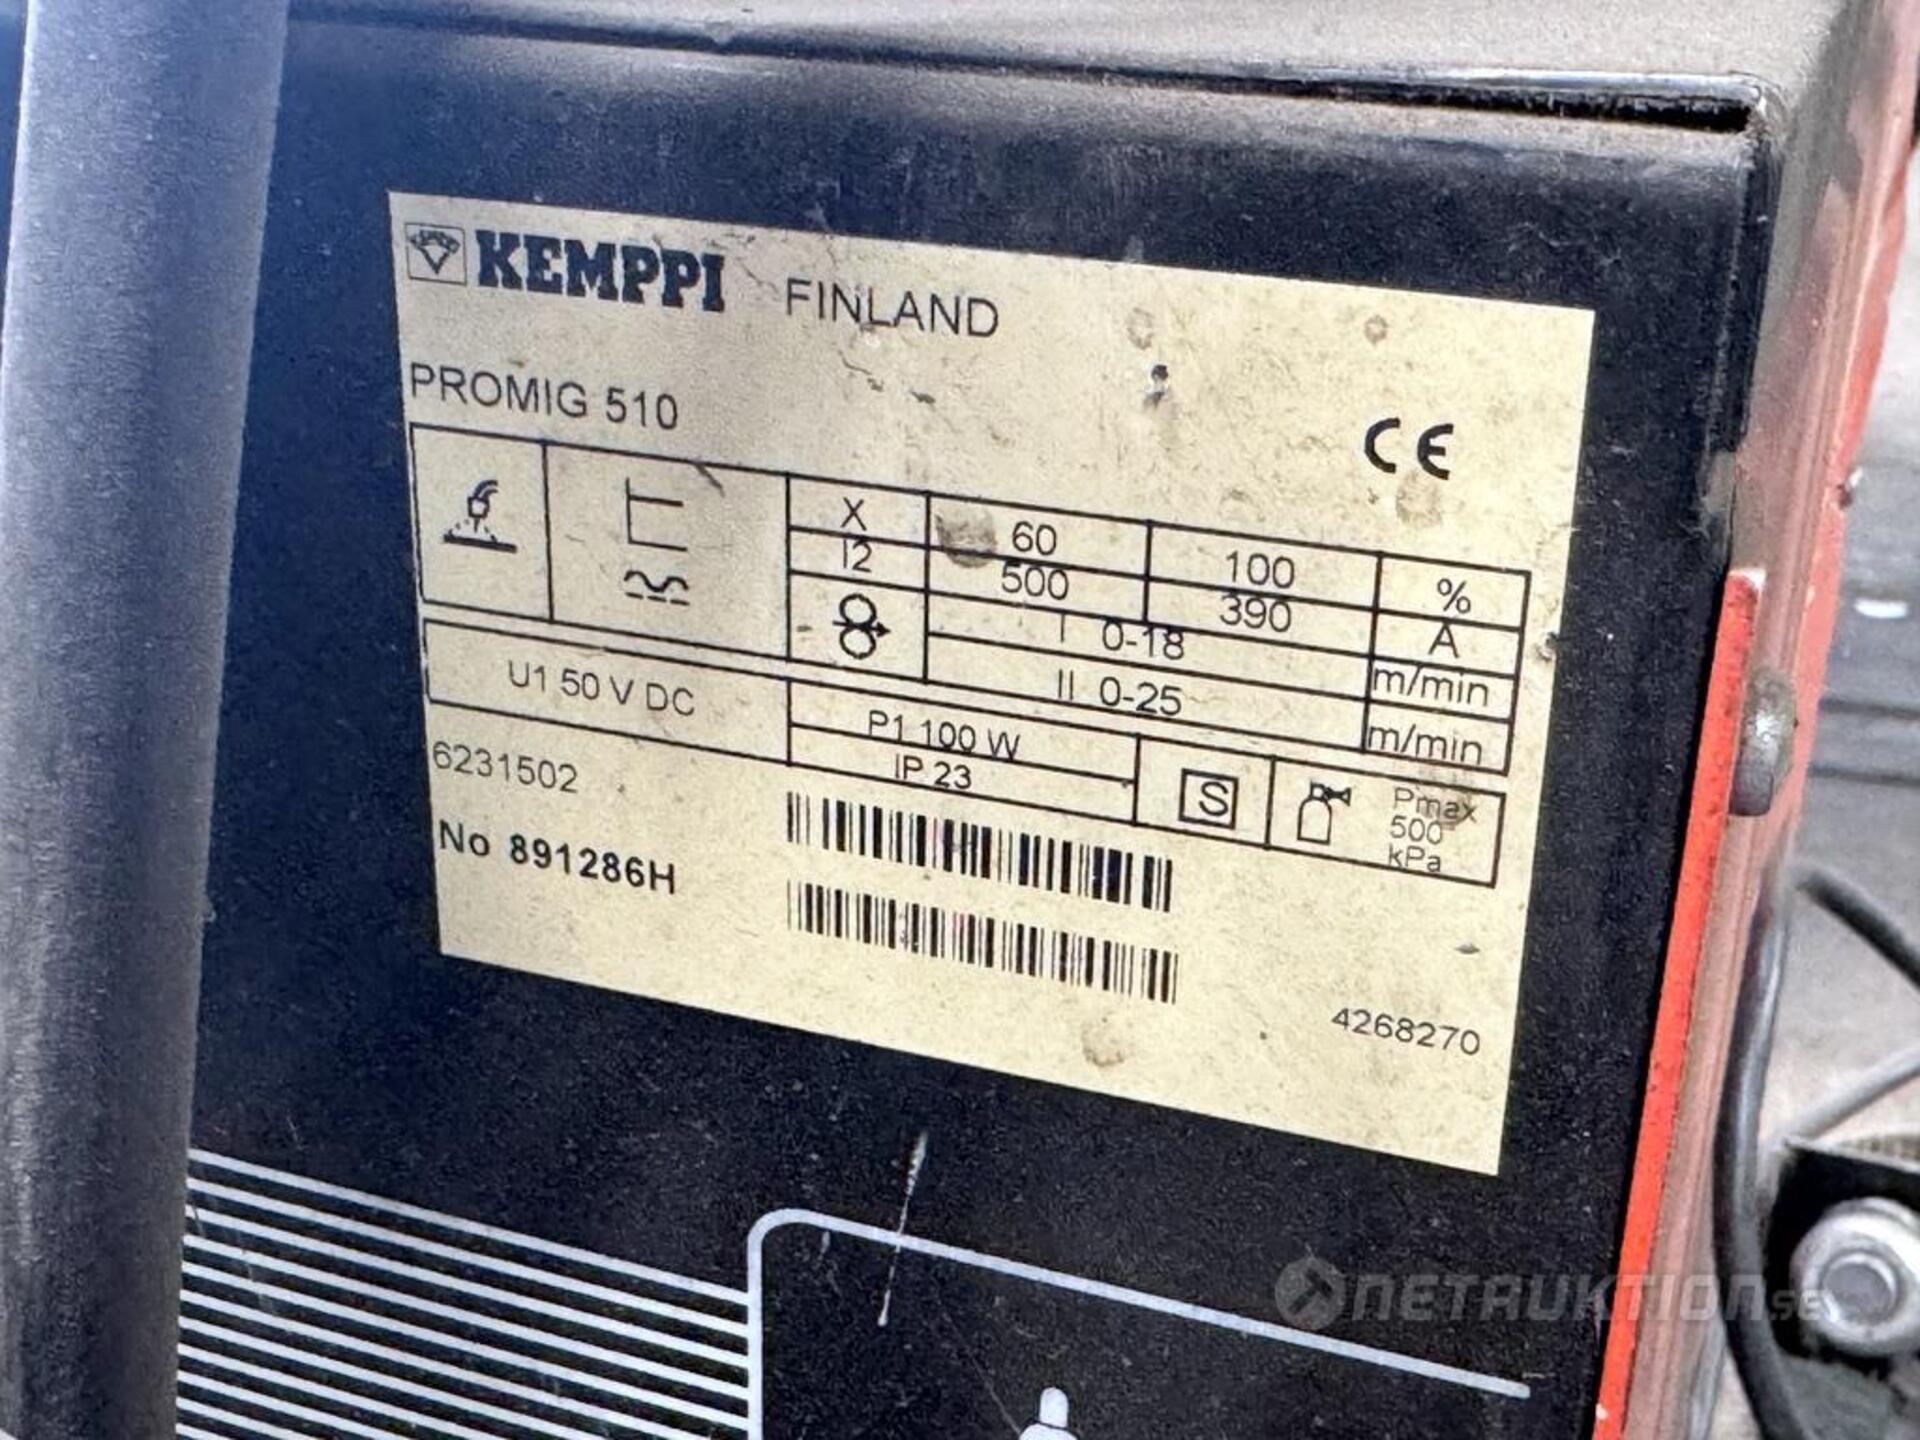 KEMPPI FINLAND
PROMIG 510
CE
X 60 100 %
I2 500 390 A
I 0-18 m/min
II 0-25 m/min
U1 50 V DC
P1 100 W
IP 23
S
Pmax
500
kPa
6231502
No 891286H
4268270
NETAUKTION.SE